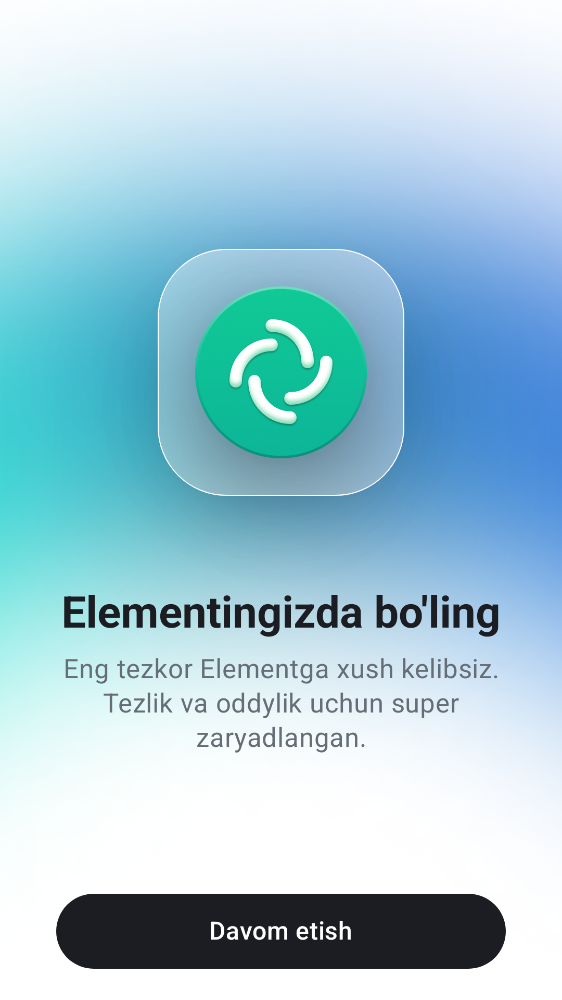 Elementingizda bo'ling
Eng tezkor Elementga xush kelibsiz.
Tezlik va oddylik uchun super
zaryadlangan.
Davom etish